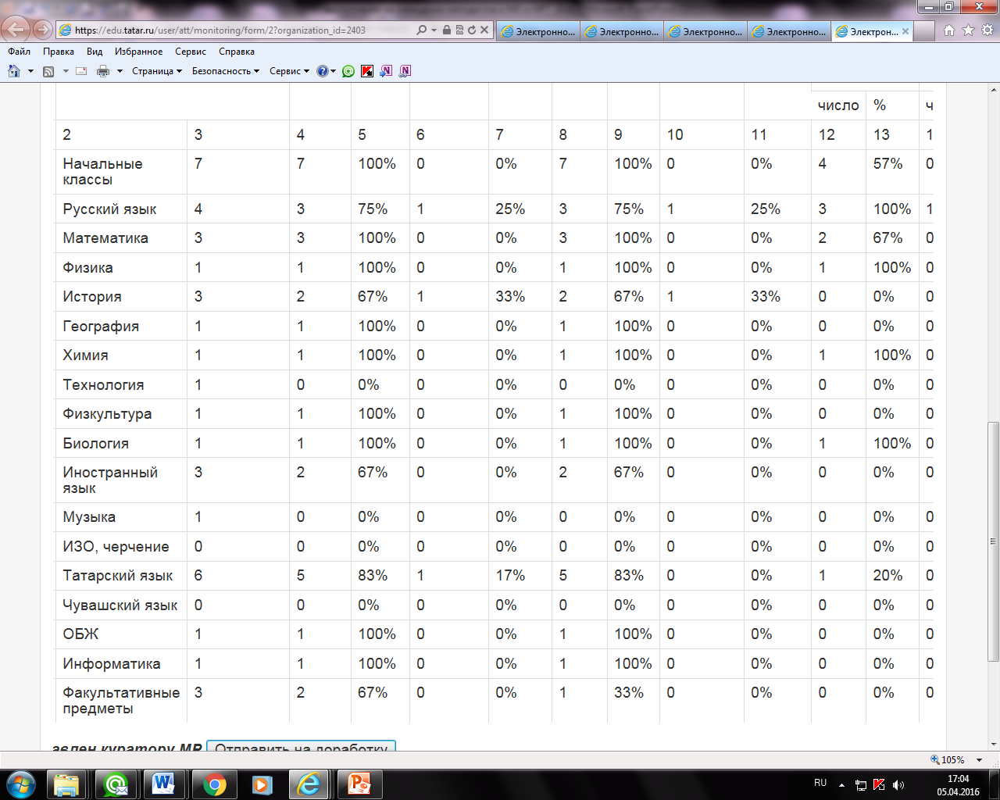 https://edu.tatar.ru/user/att/monitoring/form/2?organization_id=2403
Электронно...
Электронно...
Электронно...
Электронно...
Электрон...
Файл Правка Вид Избранное Сервис Справка
Страница Безопасность Сервис
число % ч
2 3 4 5 6 7 8 9 10 11 12 13 1
Начальные 7 7 100% 0 0% 7 100% 0 0% 4 57% 0
классы
Русский язык 4 3 75% 1 25% 3 75% 1 25% 3 100% 1
Математика 3 3 100% 0 0% 3 100% 0 0% 2 67% 0
Физика 1 1 100% 0 0% 1 100% 0 0% 1 100% 0
История 3 2 67% 1 33% 2 67% 1 33% 0 0% 0
География 1 1 100% 0 0% 1 100% 0 0% 0 0% 0
Химия 1 1 100% 0 0% 1 100% 0 0% 1 100% 0
Технология 1 0 0% 0 0% 0 0% 0 0% 0 0% 0
Физкультура 1 1 100% 0 0% 1 100% 0 0% 0 0% 0
Биология 1 1 100% 0 0% 1 100% 0 0% 1 100% 0
Иностранный 3 2 67% 0 0% 2 67% 0 0% 0 0% 0
язык
Музыка 1 0 0% 0 0% 0 0% 0 0% 0 0% 0
ИЗО, черчение 0 0 0% 0 0% 0 0% 0 0% 0 0% 0
Татарский язык 6 5 83% 1 17% 5 83% 0 0% 1 20% 0
Чувашский язык 0 0 0% 0 0% 0 0% 0 0% 0 0% 0
ОБЖ 1 1 100% 0 0% 1 100% 0 0% 0 0% 0
Информатика 1 1 100% 0 0% 1 100% 0 0% 0 0% 0
Факультативные 3 2 67% 0 0% 1 33% 0 0% 0 0% 0
предметы
авлен куратору MR Отправить на доработку
105%
RU
17:04
05.04.2016